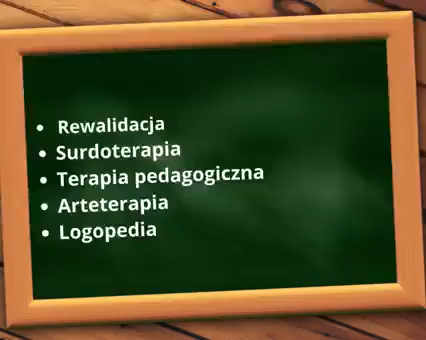 • Rewalidacja
• Surdoterapia
• Terapia pedagogiczna
• Arteterapia
• Logopedia